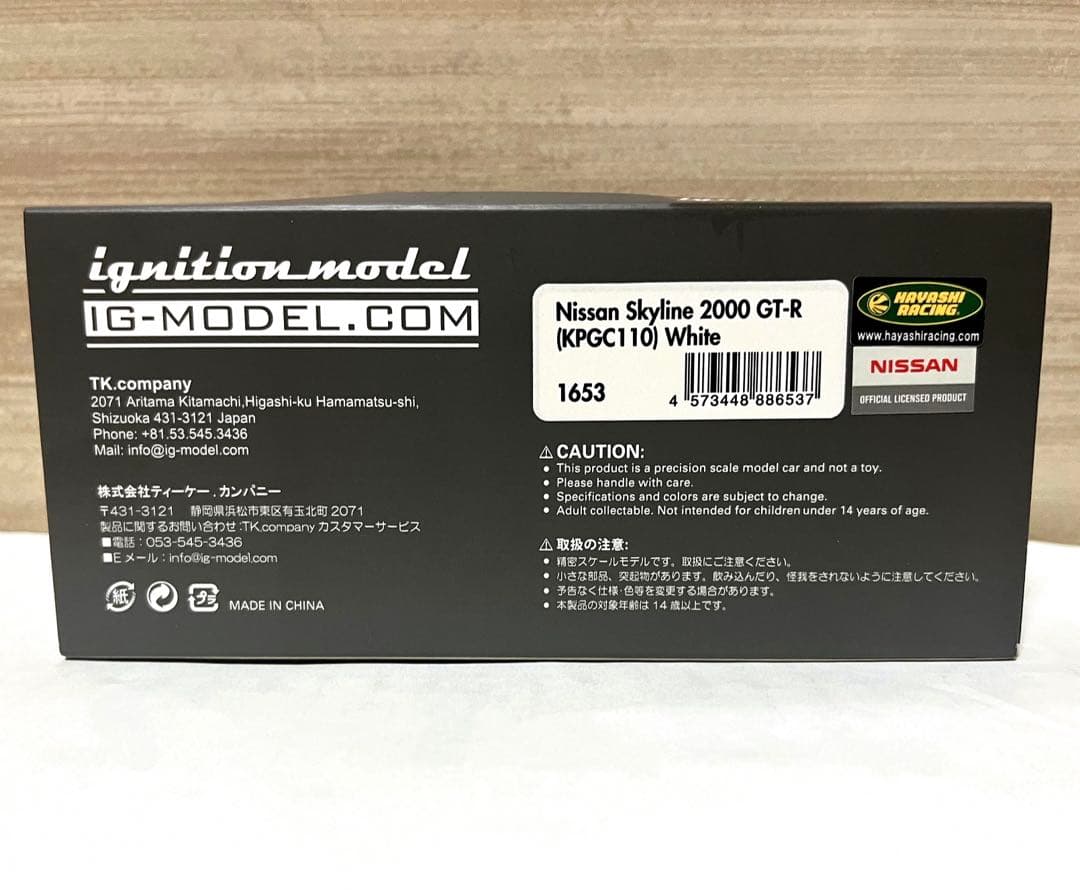 ignition model
IG-MODEL.COM
TK.company
2071 Aritama Kitamachi,Higashi-ku Hamamatsu-shi,
Shizuoka 431-3121 Japan
Phone: +81.53.545.3436
Mail: info@ig-model.com
株式会社ティーケー.カンパニー
〒431-3121 静岡県浜松市東区有玉北町 2071
製品に関するお問い合わせ:TK.company カスタマーサービス
■電話:053-545-3436
■Eメール:info@ig-model.com
紙
プラ
MADE IN CHINA
Nissan Skyline 2000 GT-R
(KPGC110) White
1653
4 573448 886537
HAYASHI
RACING
www.hayashiracing.com
NISSAN
OFFICIAL LICENSED PRODUCT
⚠ CAUTION:
• This product is a precision scale model car and not a toy.
• Please handle with care.
• Specifications and colors are subject to change.
• Adult collectable. Not intended for children under 14 years of age.
⚠ 取扱の注意:
• 精密スケールモデルです。取扱にご注意ください。
• 小さな部品、突起物があります。飲み込んだり、怪我をされないように注意してください。
• 予告なく仕様・色等を変更する場合があります。
• 本製品の対象年齢は 14 歳以上です。